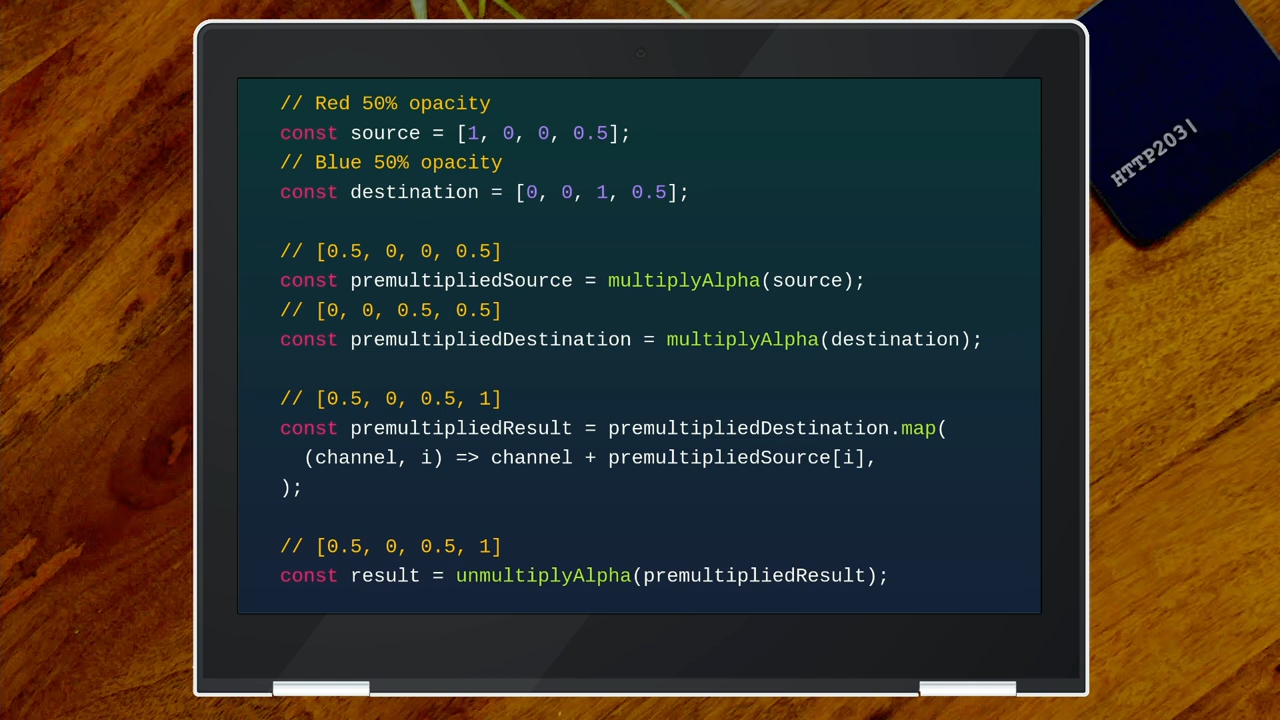 // Red 50% opacity
const source = [1, 0, 0, 0.5];
// Blue 50% opacity
const destination = [0, 0, 1, 0.5];
// [0.5, 0, 0, 0.5]
const premultipliedSource = multiplyAlpha(source);
// [0, 0, 0.5, 0.5]
const premultipliedDestination = multiplyAlpha(destination);
// [0.5, 0, 0.5, 1]
const premultipliedResult = premultipliedDestination.map(
  (channel, i) => channel + premultipliedSource[i],
);
// [0.5, 0, 0.5, 1]
const result = unmultiplyAlpha(premultipliedResult);
HTTP203|